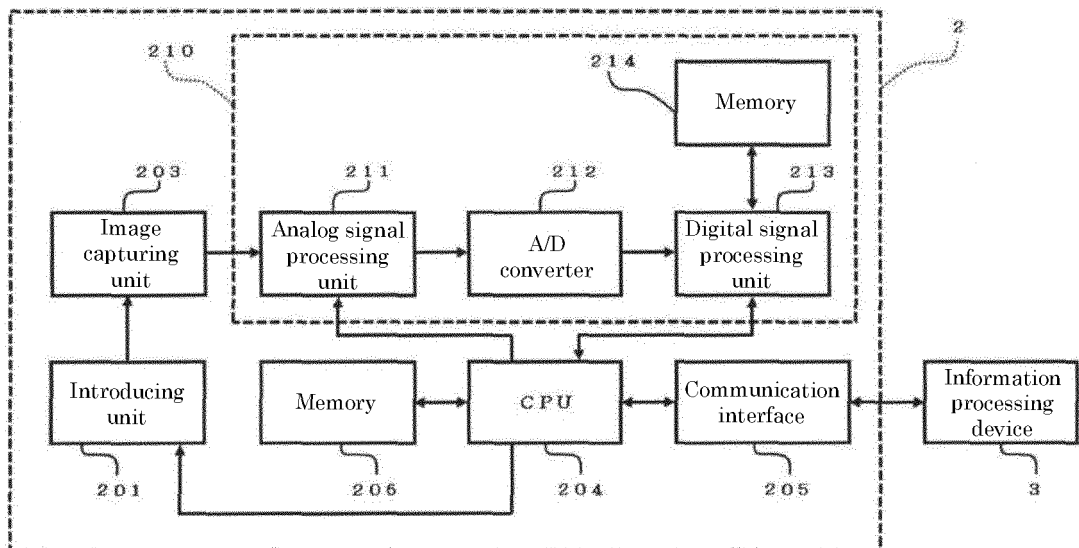 210
2
214
Memory
203
211
212
213
Image
capturing
unit
Analog signal
processing
unit
A/D
converter
Digital signal
processing
unit
Introducing
unit
Memory
CPU
Communication
interface
Information
processing
device
201
206
204
205
3